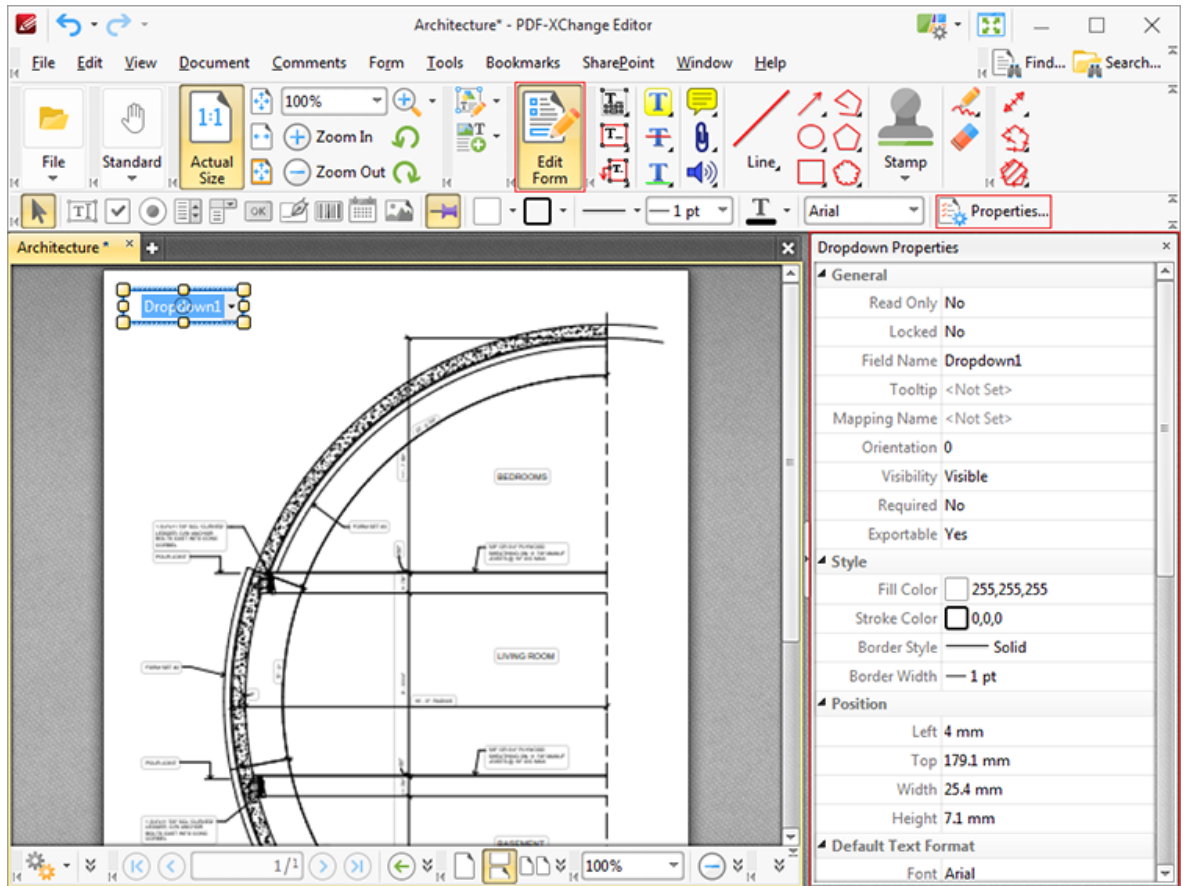 Architecture* - PDF-XChange Editor
File Edit View Document Comments Form Tools Bookmarks SharePoint Window Help Find... Search...
1:1 100%
Zoom In
File Standard Actual Size Zoom Out Edit Form Line Stamp
OK 1 pt T Arial Properties...
Architecture *
Dropdown1
BEDROOMS
LIVING ROOM
BASEMENT
1/1 100%
Dropdown Properties
General
Read Only No
Locked No
Field Name Dropdown1
Tooltip <Not Set>
Mapping Name <Not Set>
Orientation 0
Visibility Visible
Required No
Exportable Yes
Style
Fill Color 255,255,255
Stroke Color 0,0,0
Border Style Solid
Border Width 1 pt
Position
Left 4 mm
Top 179.1 mm
Width 25.4 mm
Height 7.1 mm
Default Text Format
Font Arial